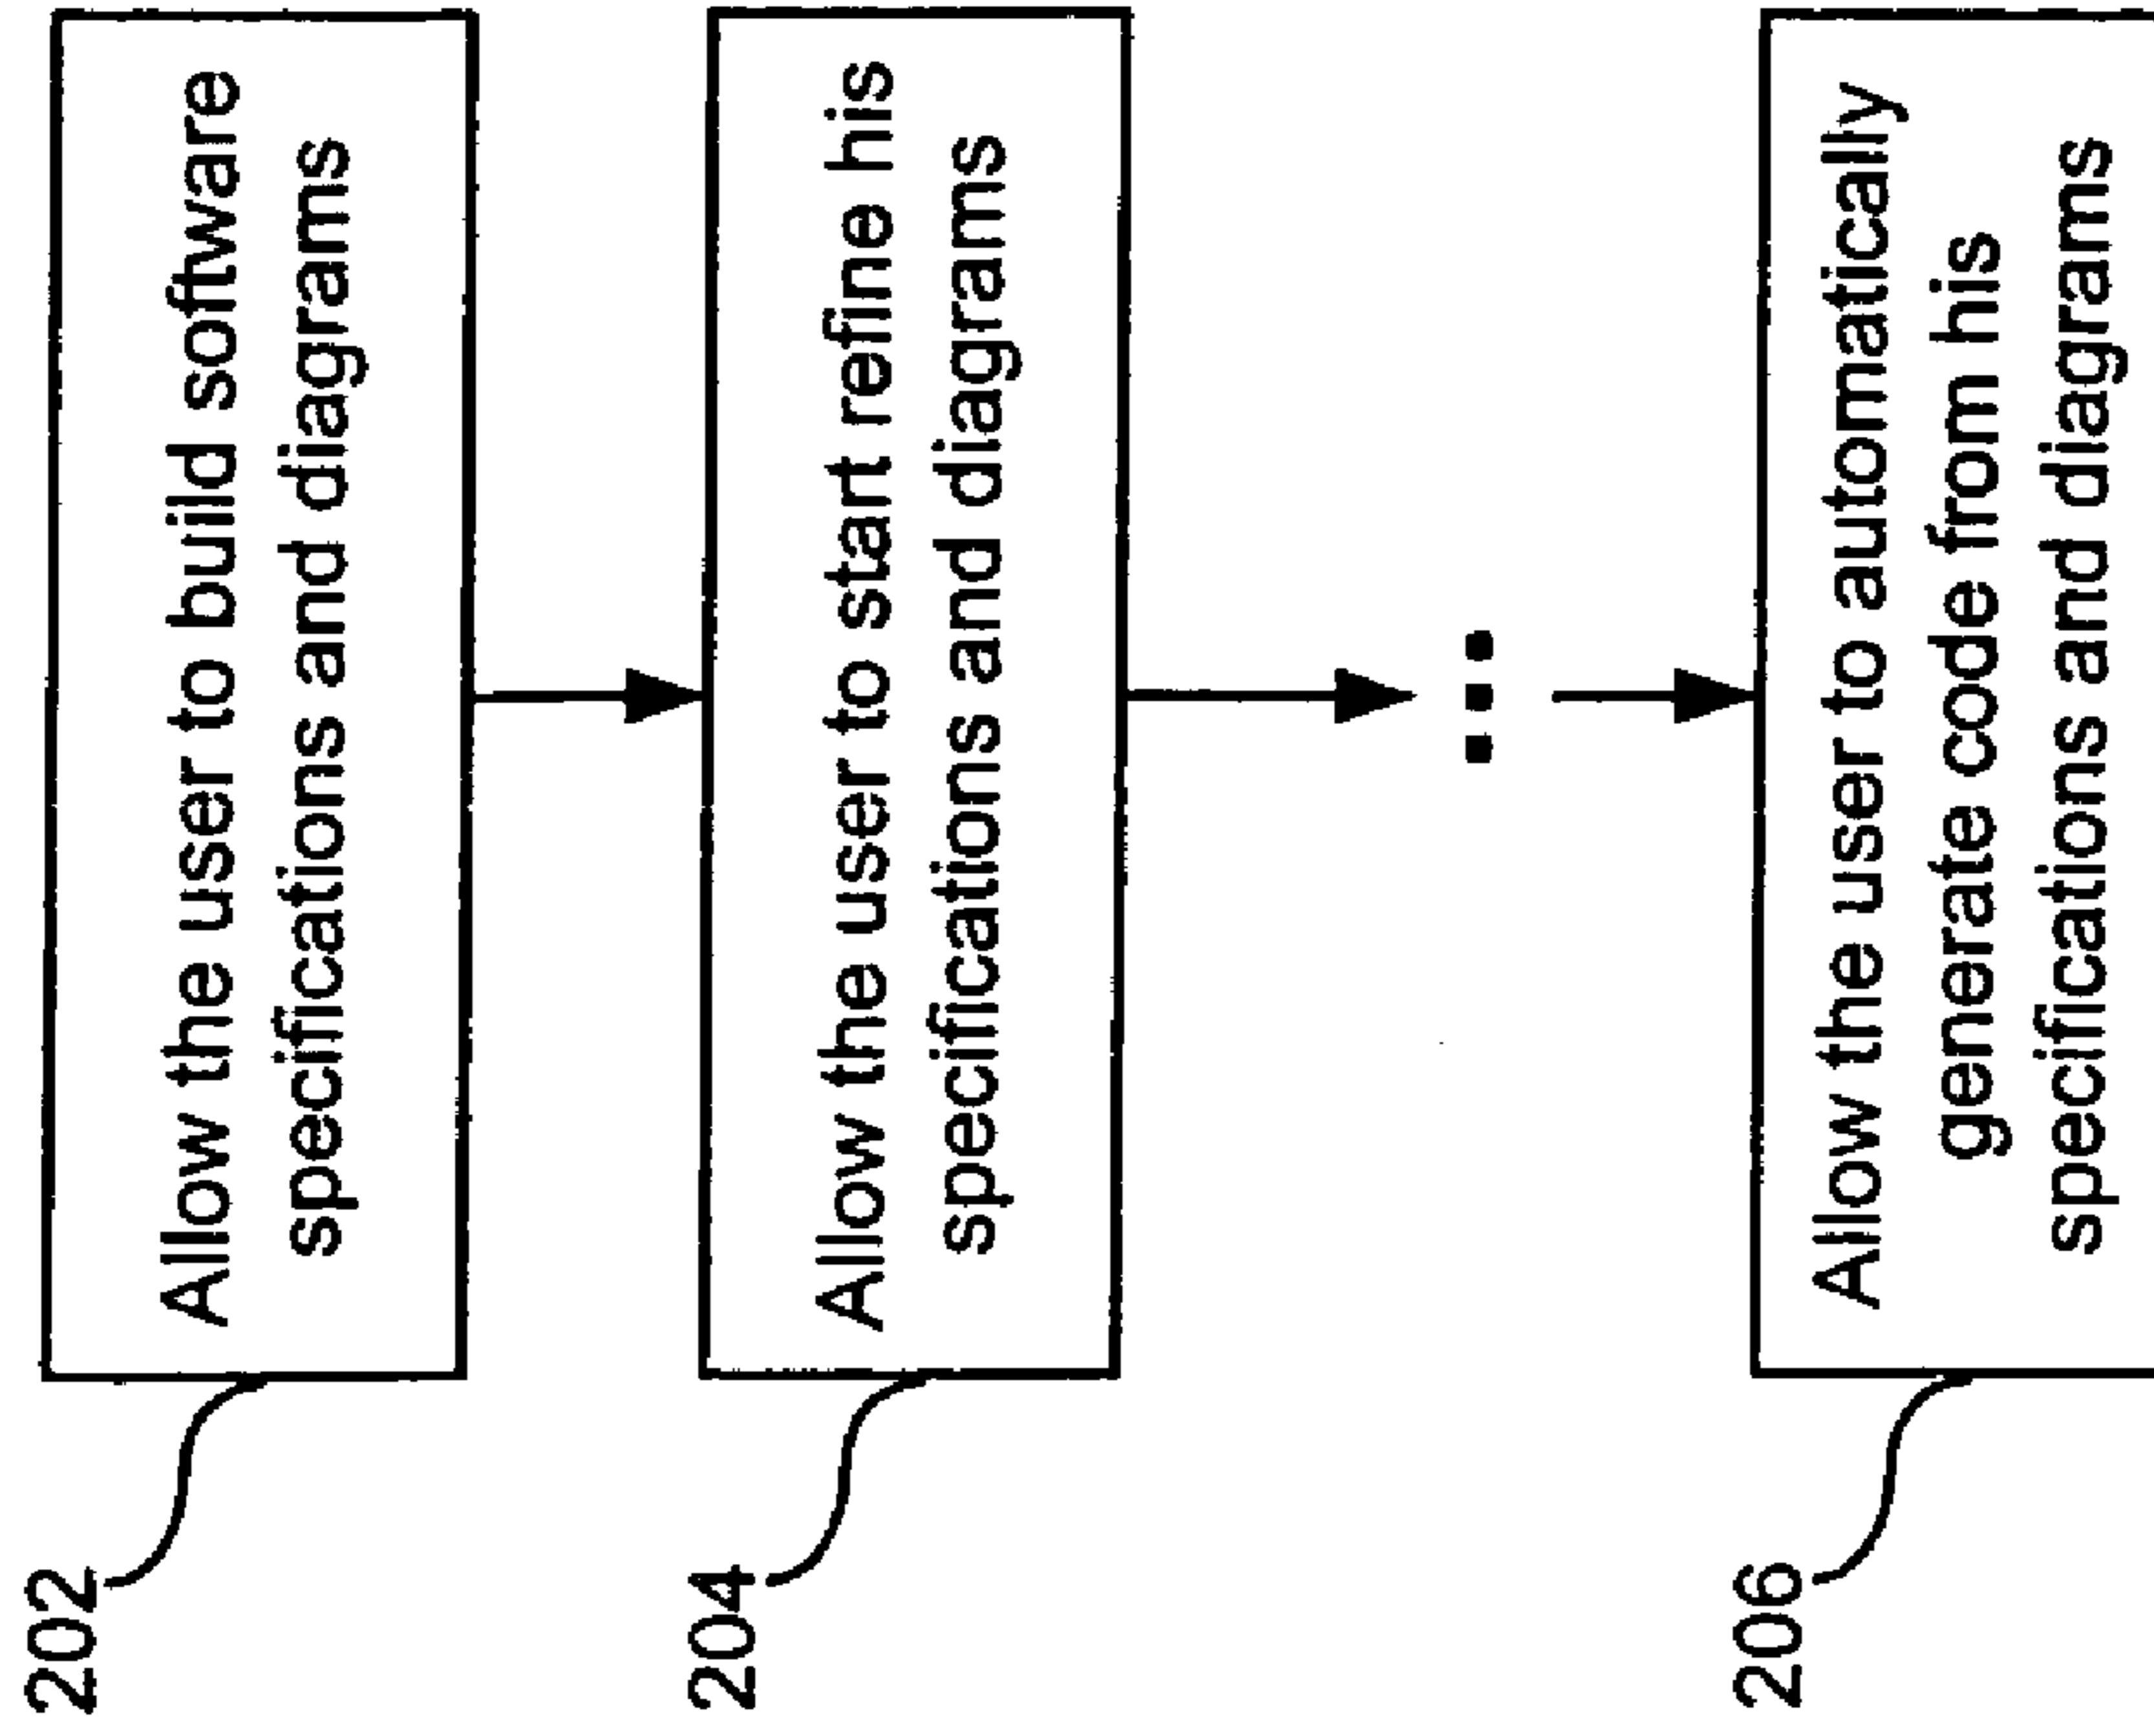 202
Allow the user to build software
specifications and diagrams
204
Allow the user to start refine his
specifications and diagrams
206
Allow the user to automatically
generate code from his
specifications and diagrams